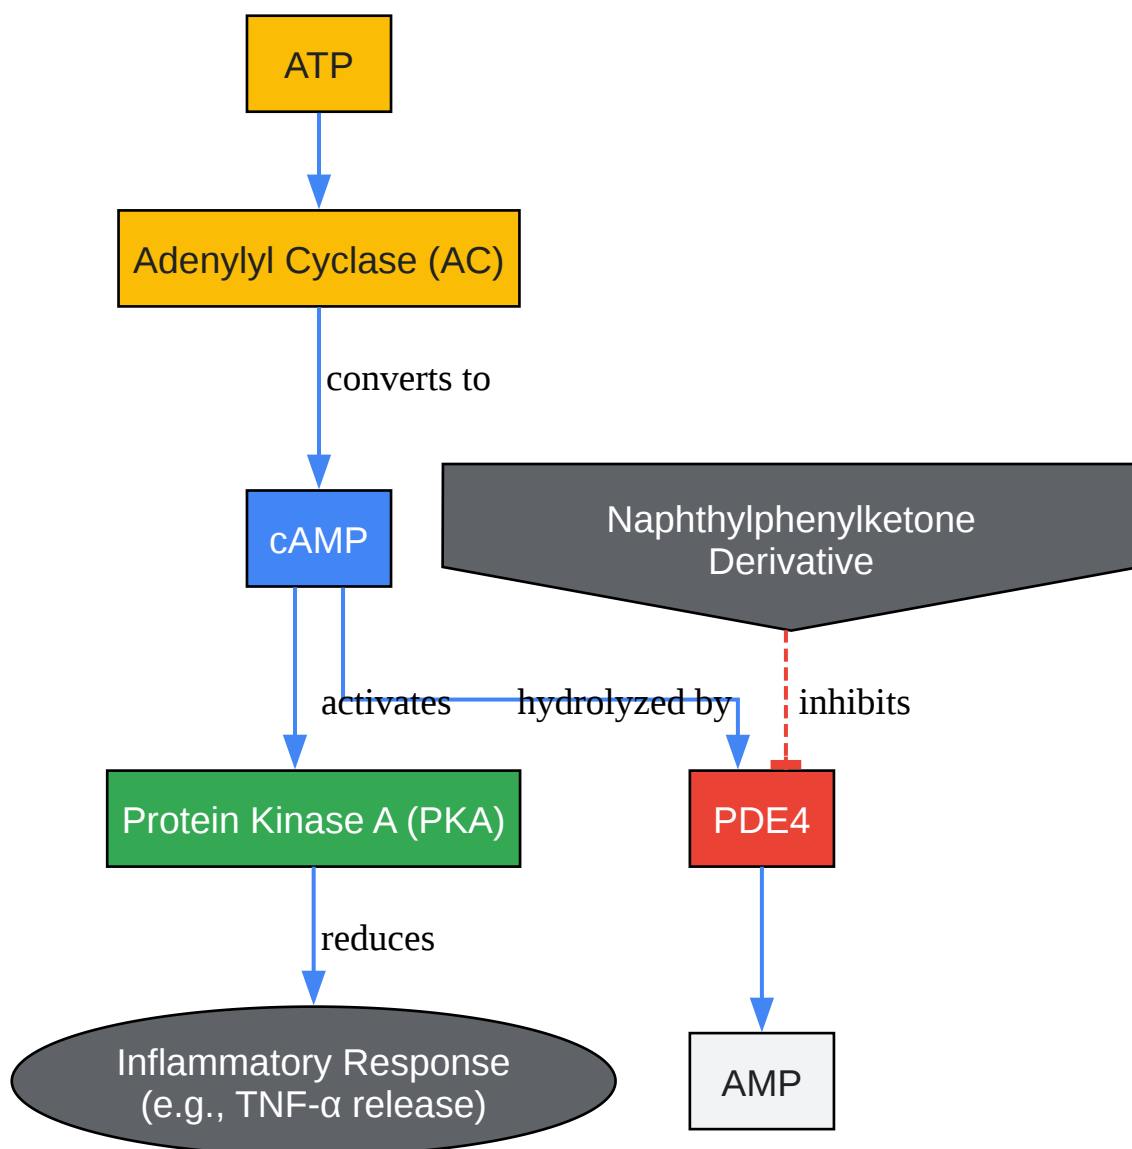 ATP
Adenylyl Cyclase (AC)
converts to
cAMP
Naphthylphenylketone
Derivative
activates
hydrolyzed by
inhibits
Protein Kinase A (PKA)
PDE4
reduces
Inflammatory Response
(e.g., TNF-α release)
AMP